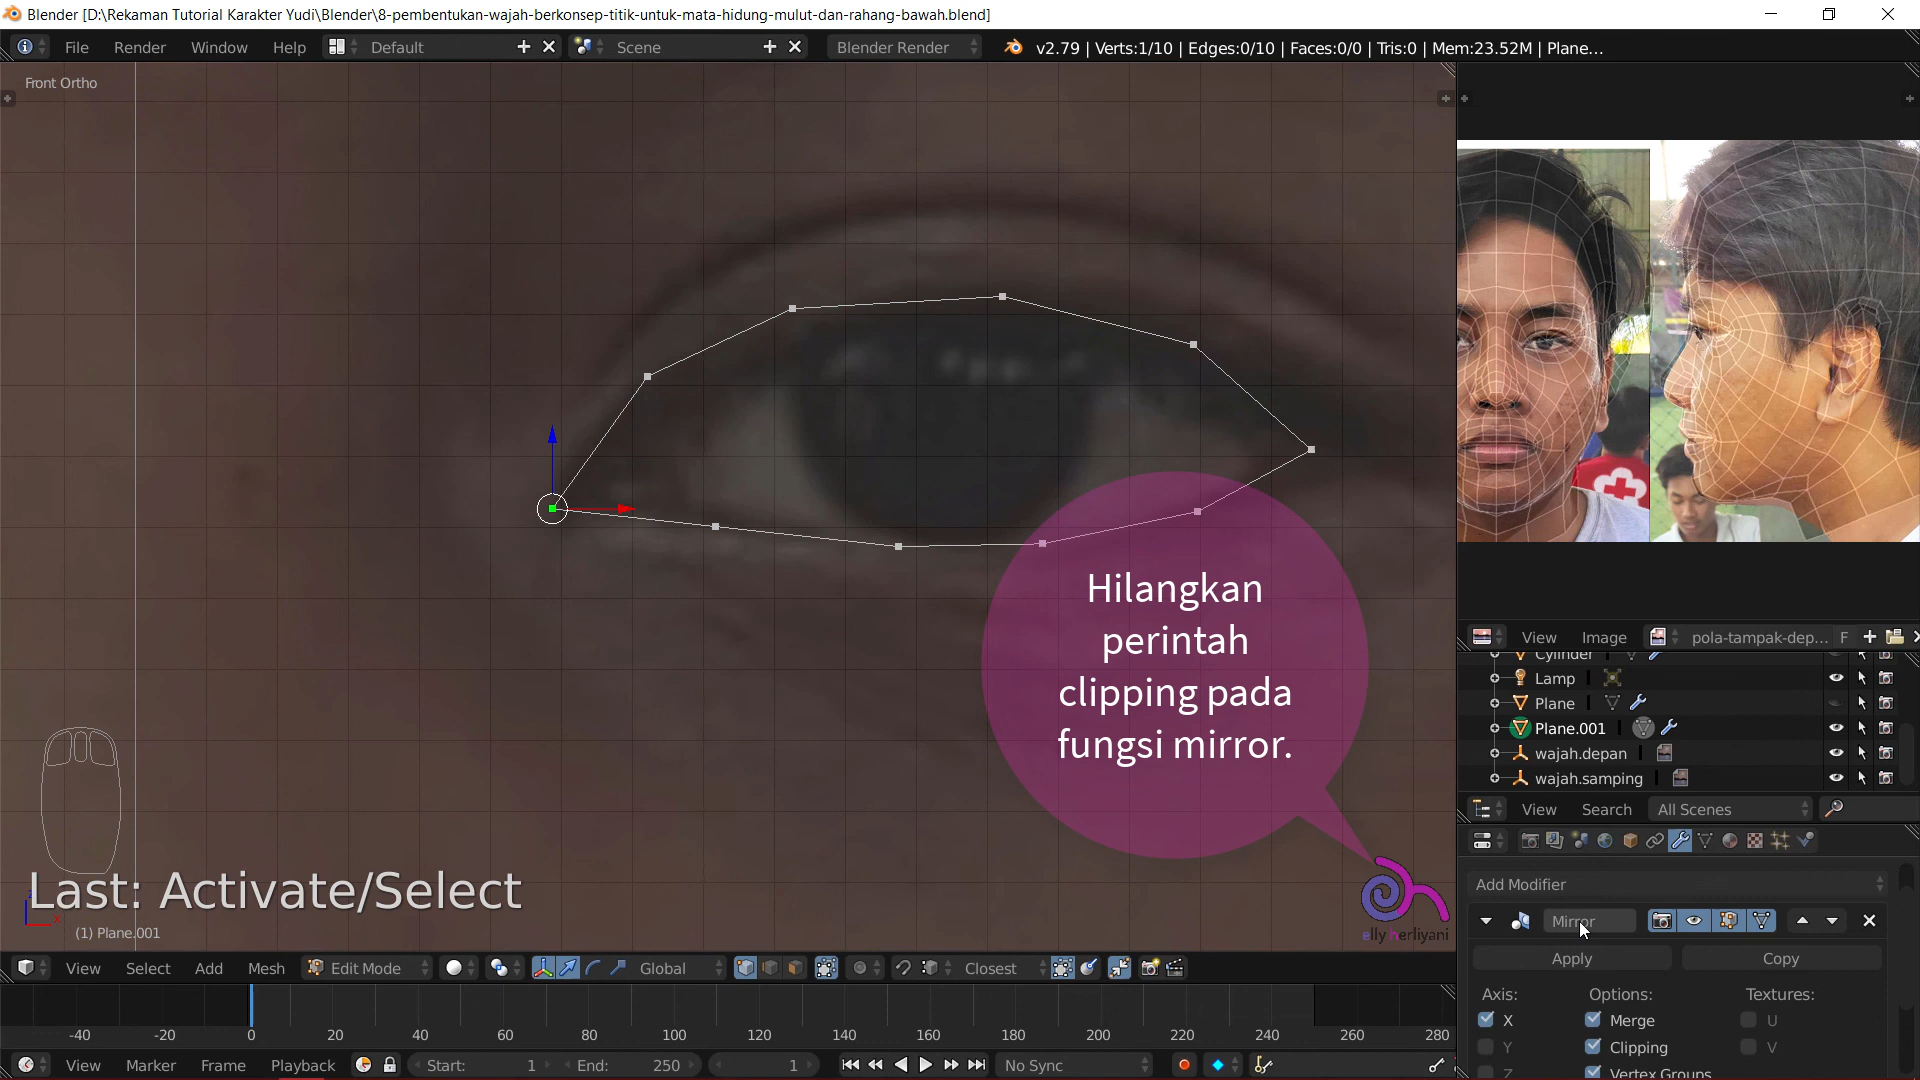 Blender [D:\Rekaman Tutorial Karakter Yudi\Blender\8-pembentukan-wajah-berkonsep-titik-untuk-mata-hidung-mulut-dan-rahang-bawah.blend]
File Render Window Help Default Scene Blender Render v2.79 | Verts:1/10 | Edges:0/10 | Faces:0/0 | Tris:0 | Mem:23.52M | Plane...
Front Ortho
Hilangkan
perintah
clipping pada
fungsi mirror.
Last: Activate/Select
x
(1) Plane.001
elly herliyani
View Image pola-tampak-dep... F
Cylinder
Lamp
Plane
Plane.001
wajah.depan
wajah.samping
View Search All Scenes
Add Modifier
Mirror
Apply Copy
Axis: Options: Textures:
X Merge U
Y Clipping V
Z Vertex Groups
View Select Add Mesh Edit Mode Global Closest
-40 -20 0 20 40 60 80 100 120 140 160 180 200 220 240 260 280
View Marker Frame Playback Start: 1 End: 250 1 No Sync